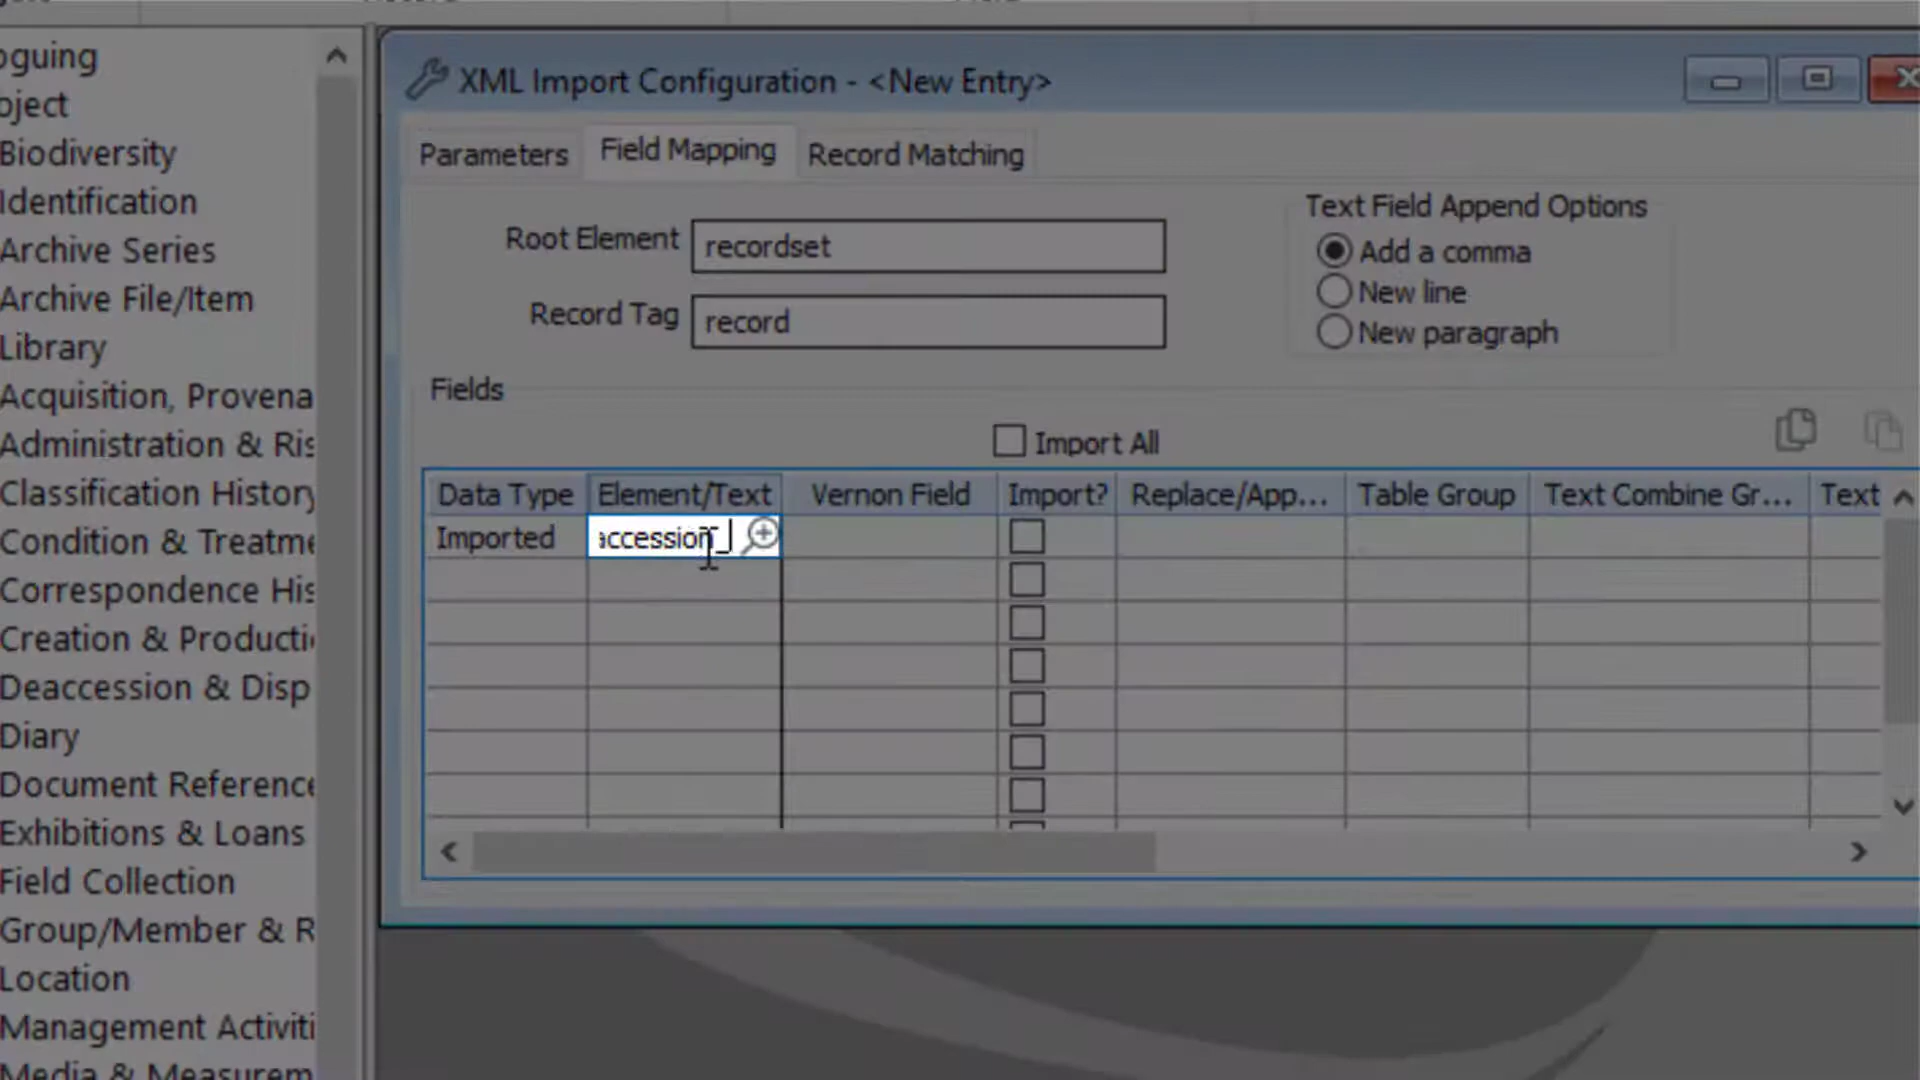 oguing
oject
Biodiversity
Identification
Archive Series
Archive File/Item
Library
Acquisition, Provena
Administration & Ris
Classification History
Condition & Treatme
Correspondence His
Creation & Producti
Deaccession & Disp
Diary
Document Reference
Exhibitions & Loans
Field Collection
Group/Member & R
Location
Management Activiti
Media & Measurem
XML Import Configuration - <New Entry>
Parameters Field Mapping Record Matching
Root Element recordset
Record Tag record
Text Field Append Options
Add a comma
New line
New paragraph
Fields
Import All
Data Type Element/Text Vernon Field Import? Replace/App... Table Group Text Combine Gr... Text
Imported accession_